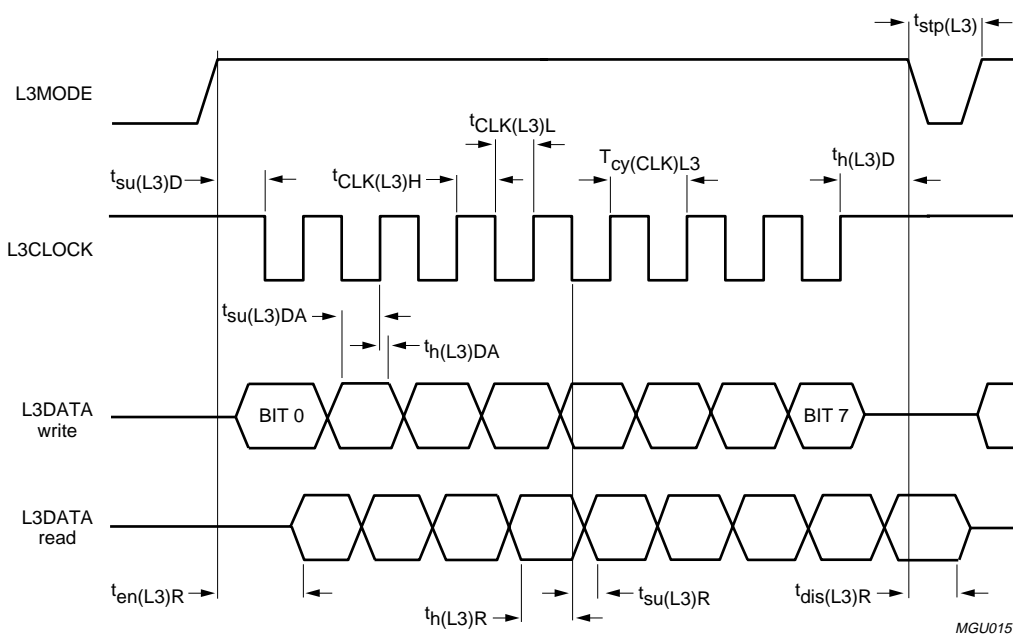 tstp(L3)
L3MODE
tCLK(L3)L
tsu(L3)D
tCLK(L3)H
Tcy(CLK)L3
th(L3)D
L3CLOCK
tsu(L3)DA
th(L3)DA
L3DATA
write
BIT 0
BIT 7
L3DATA
read
ten(L3)R
th(L3)R
tsu(L3)R
tdis(L3)R
MGU015